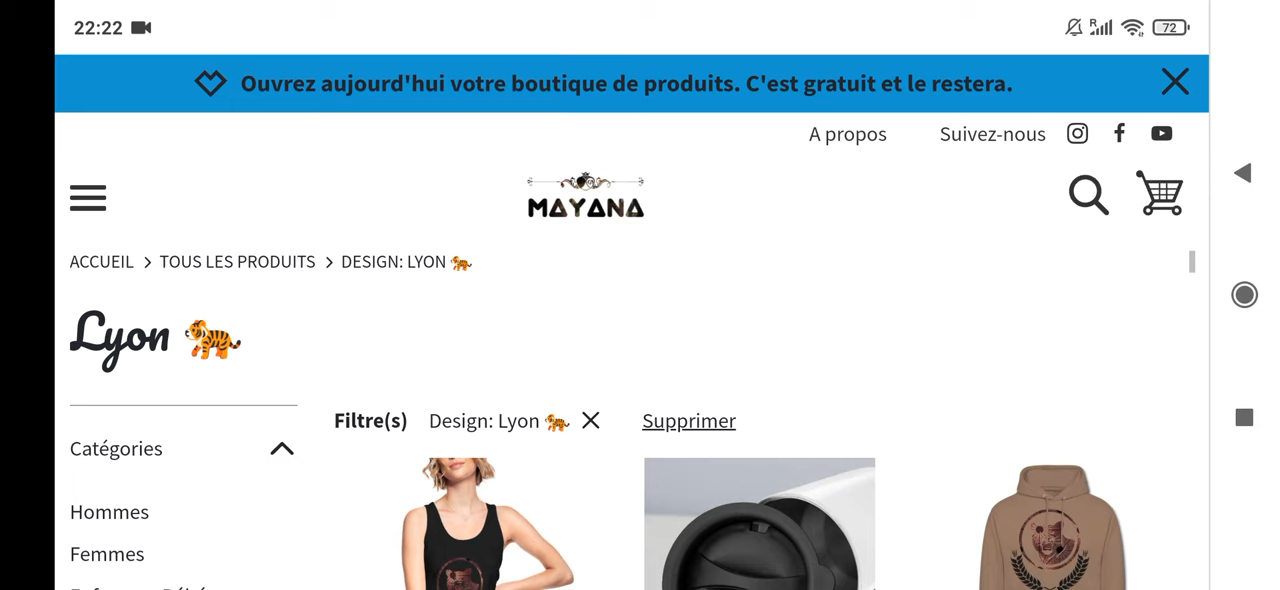 22:22
R
72
Ouvrez aujourd'hui votre boutique de produits. C'est gratuit et le restera.
A propos Suivez-nous
MAYANA
ACCUEIL > TOUS LES PRODUITS > DESIGN: LYON 🐅
Lyon 🐅
Filtre(s) Design: Lyon 🐅 Supprimer
Catégories
Hommes
Femmes